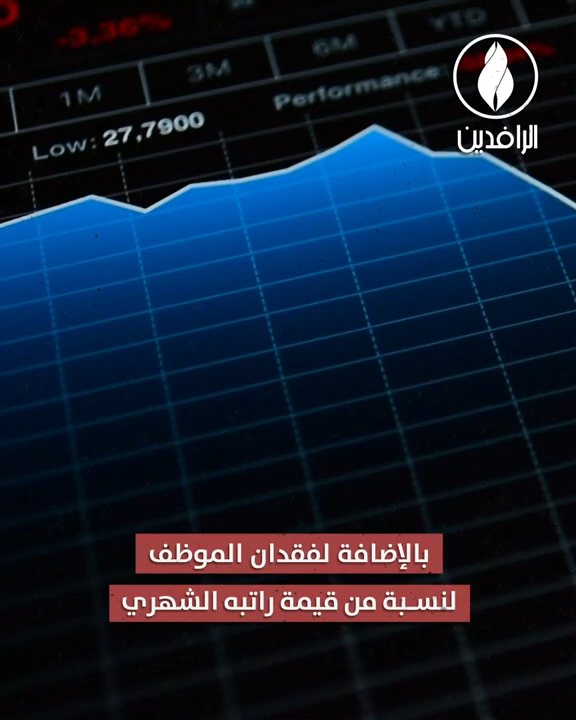 -3,36%
1M
3M
6M
YTD
Low: 27,7900
Performance:
الرافدين
بالإضافة لفقدان الموظف
لنسبة من قيمة راتبه الشهري